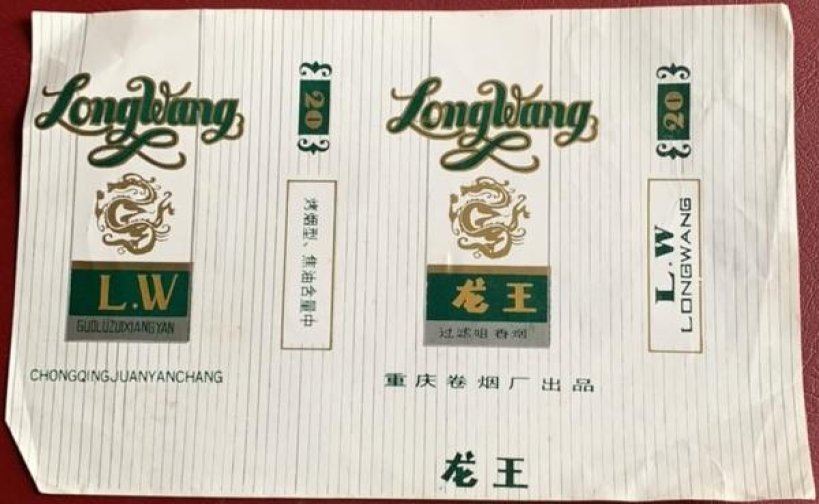 LongWang
L.W
GUOLUZUIXIANGYAN
CHONGQINGJUANYANCHANG
20
烤烟型、焦油含量中
LongWang
龙王
过滤咀香烟
重庆卷烟厂出品
龙王
20
L.W
LONGWANG